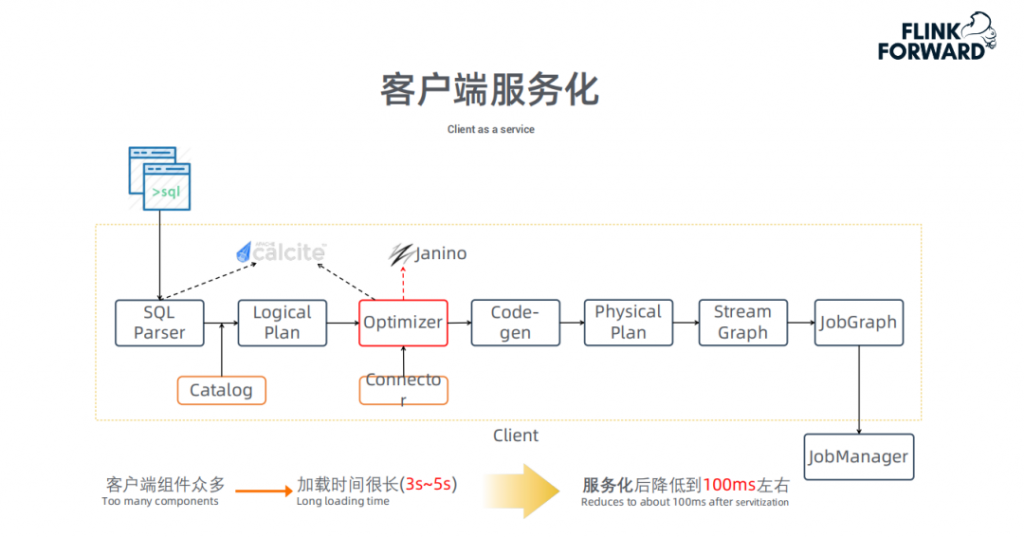 FLINK
FORWARD
客户端服务化
Client as a service
>sql
calcite
Janino
SQL
Parser
Logical
Plan
Optimizer
Code-
gen
Physical
Plan
Stream
Graph
JobGraph
Catalog
Connecto
r
Client
JobManager
客户端组件众多
Too many components
加载时间很长(3s~5s)
Long loading time
服务化后降低到100ms左右
Reduces to about 100ms after servitization